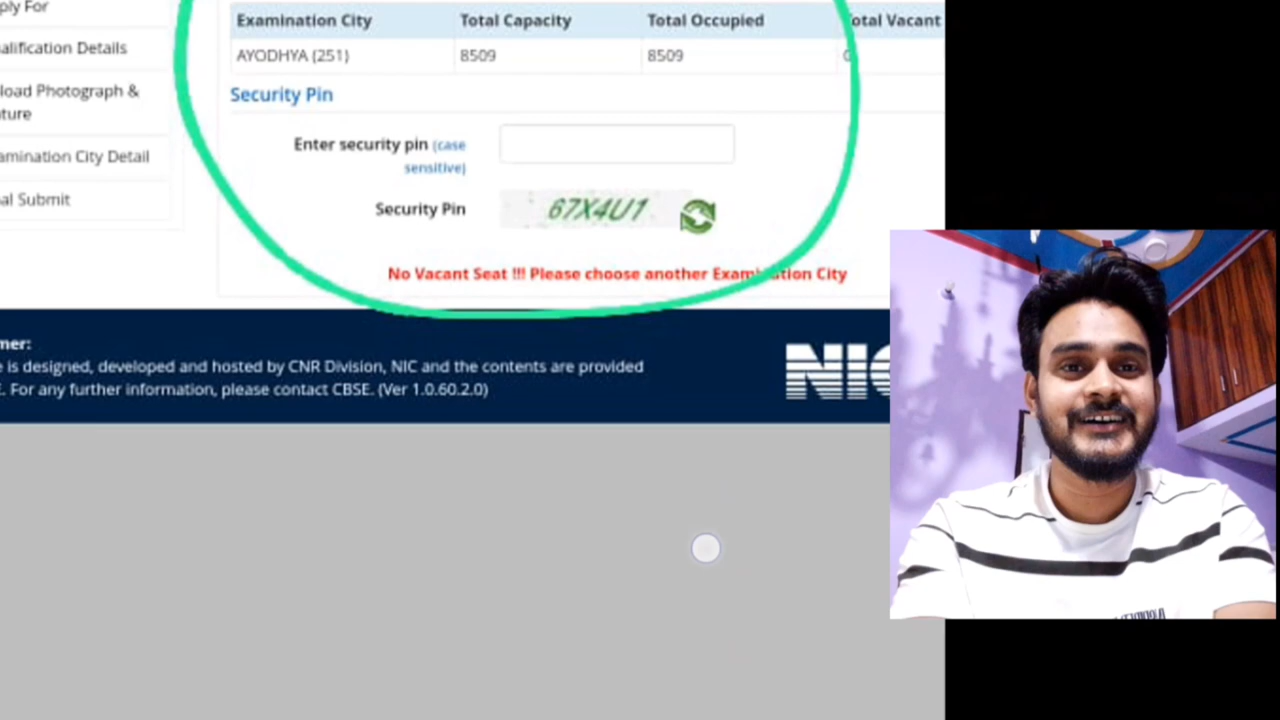 ply For
alification Details
load Photograph &
ture
amination City Detail
al Submit
Examination City Total Capacity Total Occupied otal Vacant
AYODHYA (251) 8509 8509
Security Pin
Enter security pin (case
sensitive)
Security Pin 67X4U1
No Vacant Seat !!! Please choose another Examination City
mer:
e is designed, developed and hosted by CNR Division, NIC and the contents are provided
E. For any further information, please contact CBSE. (Ver 1.0.60.2.0)
NIC